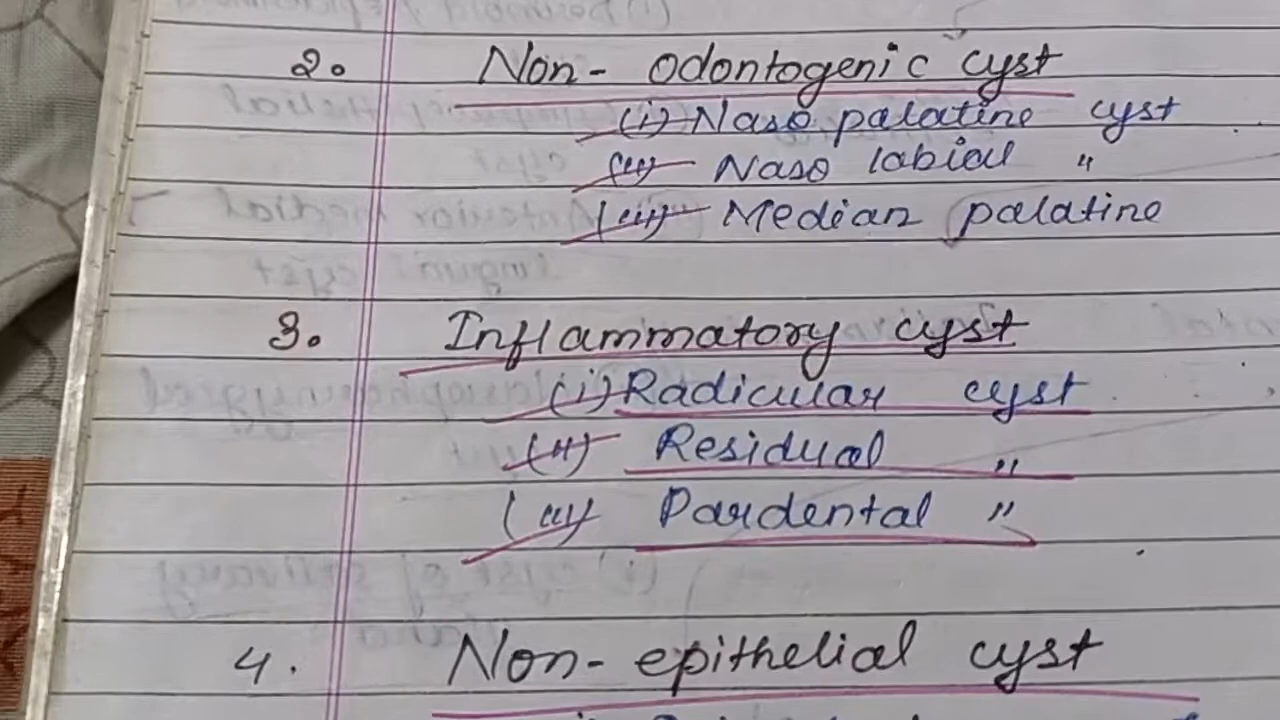 2. Non-odontogenic cyst
(i) Naso palatine cyst
(ii) Naso labial "
(iii) Median palatine
3. Inflammatory cyst
(i) Radicular cyst
(ii) Residual "
(iii) Pardental "
4. Non-epithelial cyst